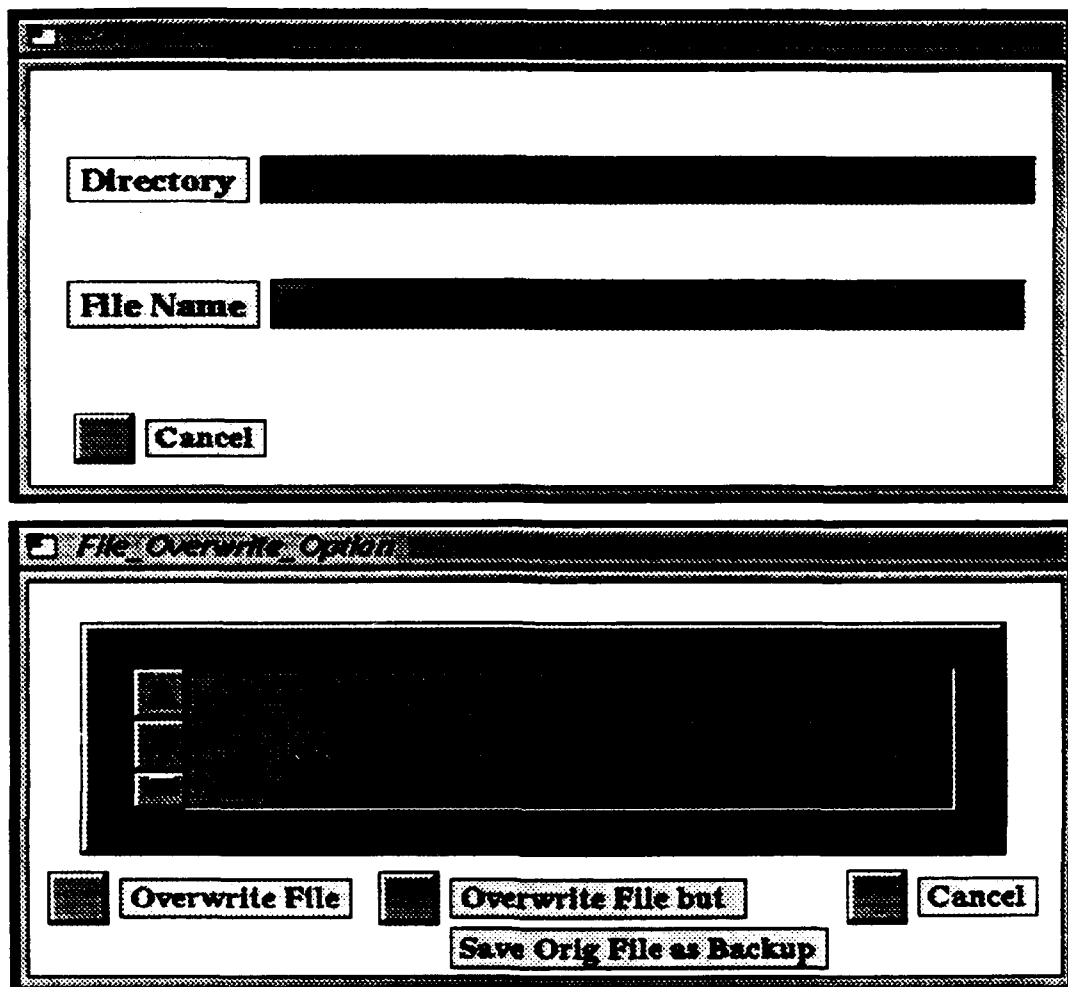 Directory
File Name
Cancel
File_Overwrite_Option
Overwrite File
Overwrite File but
Save Orig File as Backup
Cancel